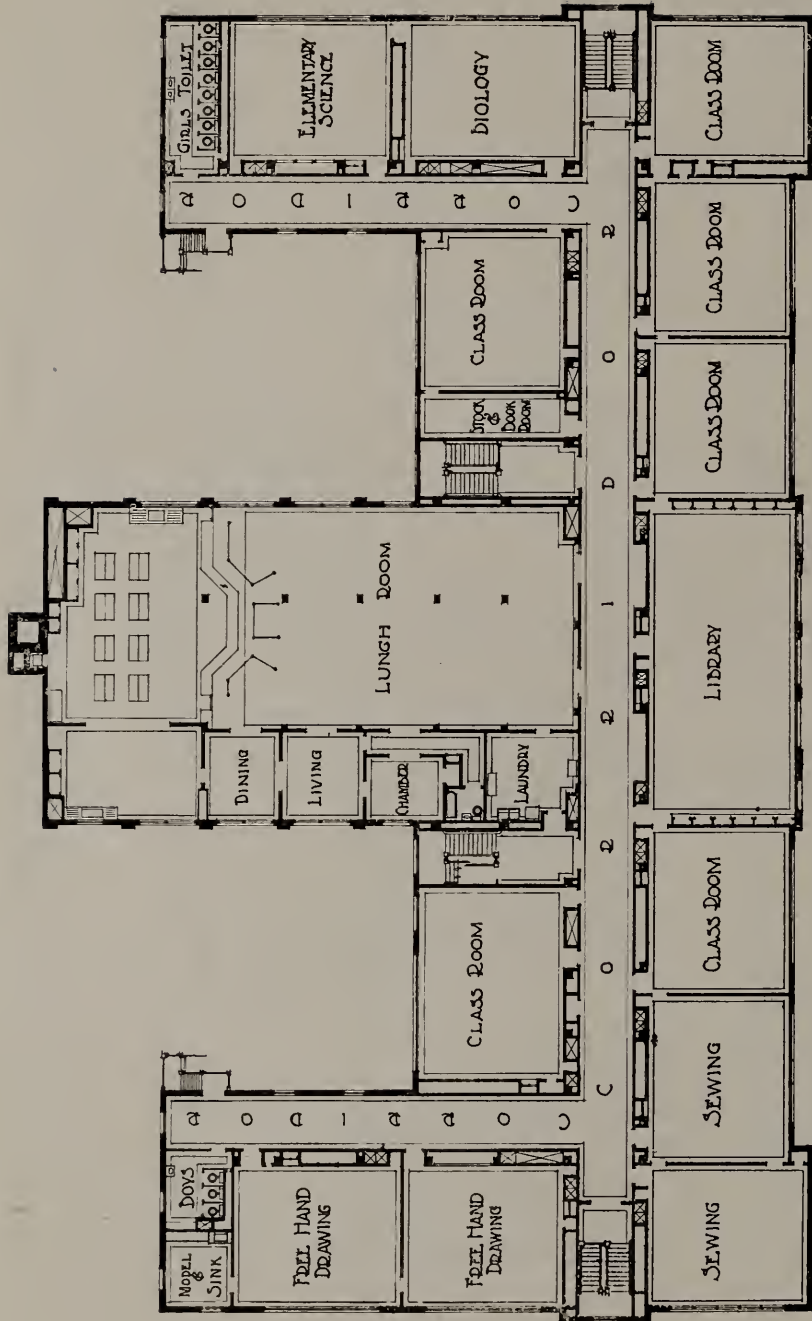 MODEL
&
SINK
BOYS
GIRLS TOILET
FREE HAND
DRAWING
FREE HAND
DRAWING
CORRIDOR
DINING
LIVING
CHAMBER
LAUNDRY
LUNCH ROOM
CORRIDOR
ELEMENTARY
SCIENCE
BIOLOGY
CLASS ROOM
STOCK
&
BOOK
ROOM
CLASS ROOM
CORRIDOR
SEWING
SEWING
CLASS ROOM
LIBRARY
CLASS ROOM
CLASS ROOM
CLASS ROOM